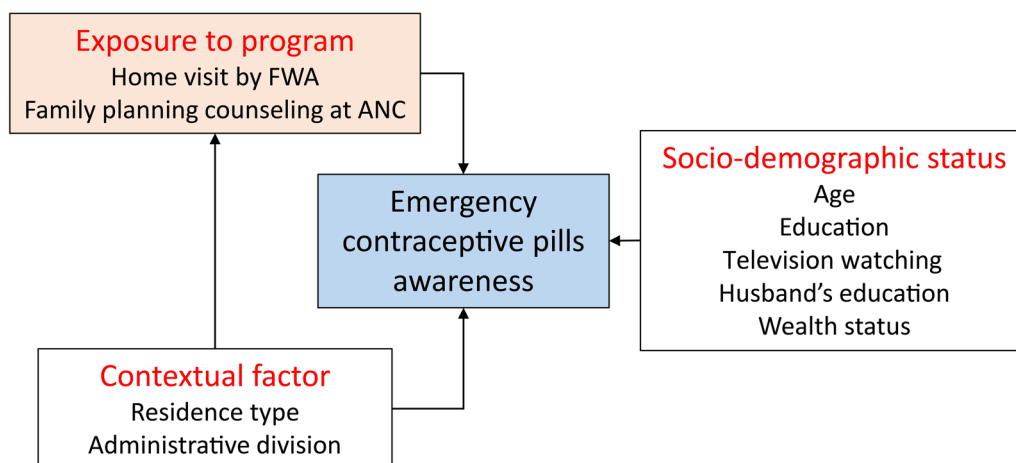 Exposure to program
Home visit by FWA
Family planning counseling at ANC
Emergency
contraceptive pills
awareness
Socio-demographic status
Age
Education
Television watching
Husband’s education
Wealth status
Contextual factor
Residence type
Administrative division